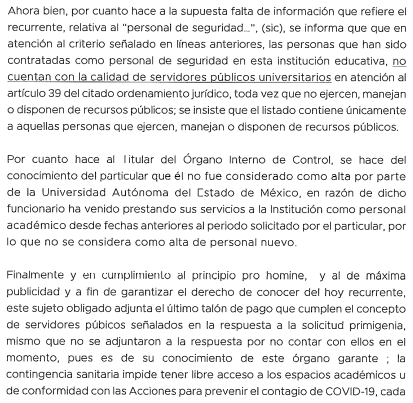 Ahora bien, por cuanto hace a la supuesta falta de información que refiere el
recurrente, relativa al "personal de seguridad...", (sic), se informa que que en
atención al criterio señalado en líneas anteriores, las personas que han sido
contratadas como personal de seguridad en esta institución educativa, no
cuentan con la calidad de servidores públicos universitarios en atención al
artículo 39 del citado ordenamiento jurídico, toda vez que no ejercen, manejan
o disponen de recursos públicos; se insiste que el listado contiene únicamente
a aquellas personas que ejercen, manejan o disponen de recursos públicos.
Por cuanto hace al Titular del Órgano Interno de Control, se hace del
conocimiento del particular que él no fue considerado como alta por parte
de la Universidad Autónoma del Estado de México, en razón de dicho
funcionario ha venido prestando sus servicios a la Institución como personal
académico desde fechas anteriores al periodo solicitado por el particular, por
lo que no se considera como alta de personal nuevo.
Finalmente y en cumplimiento al principio pro homine, y al de máxima
publicidad y a fin de garantizar el derecho de conocer del hoy recurrente,
este sujeto obligado adjunta el último talón de pago que cumplen el concepto
de servidores púbicos señalados en la respuesta a la solicitud primigenia,
mismo que no se adjuntaron a la respuesta por no contar con ellos en el
momento, pues es de su conocimiento de este órgano garante ; la
contingencia sanitaria impide tener libre acceso a los espacios académicos u
de conformidad con las Acciones para prevenir el contagio de COVID-19, cada